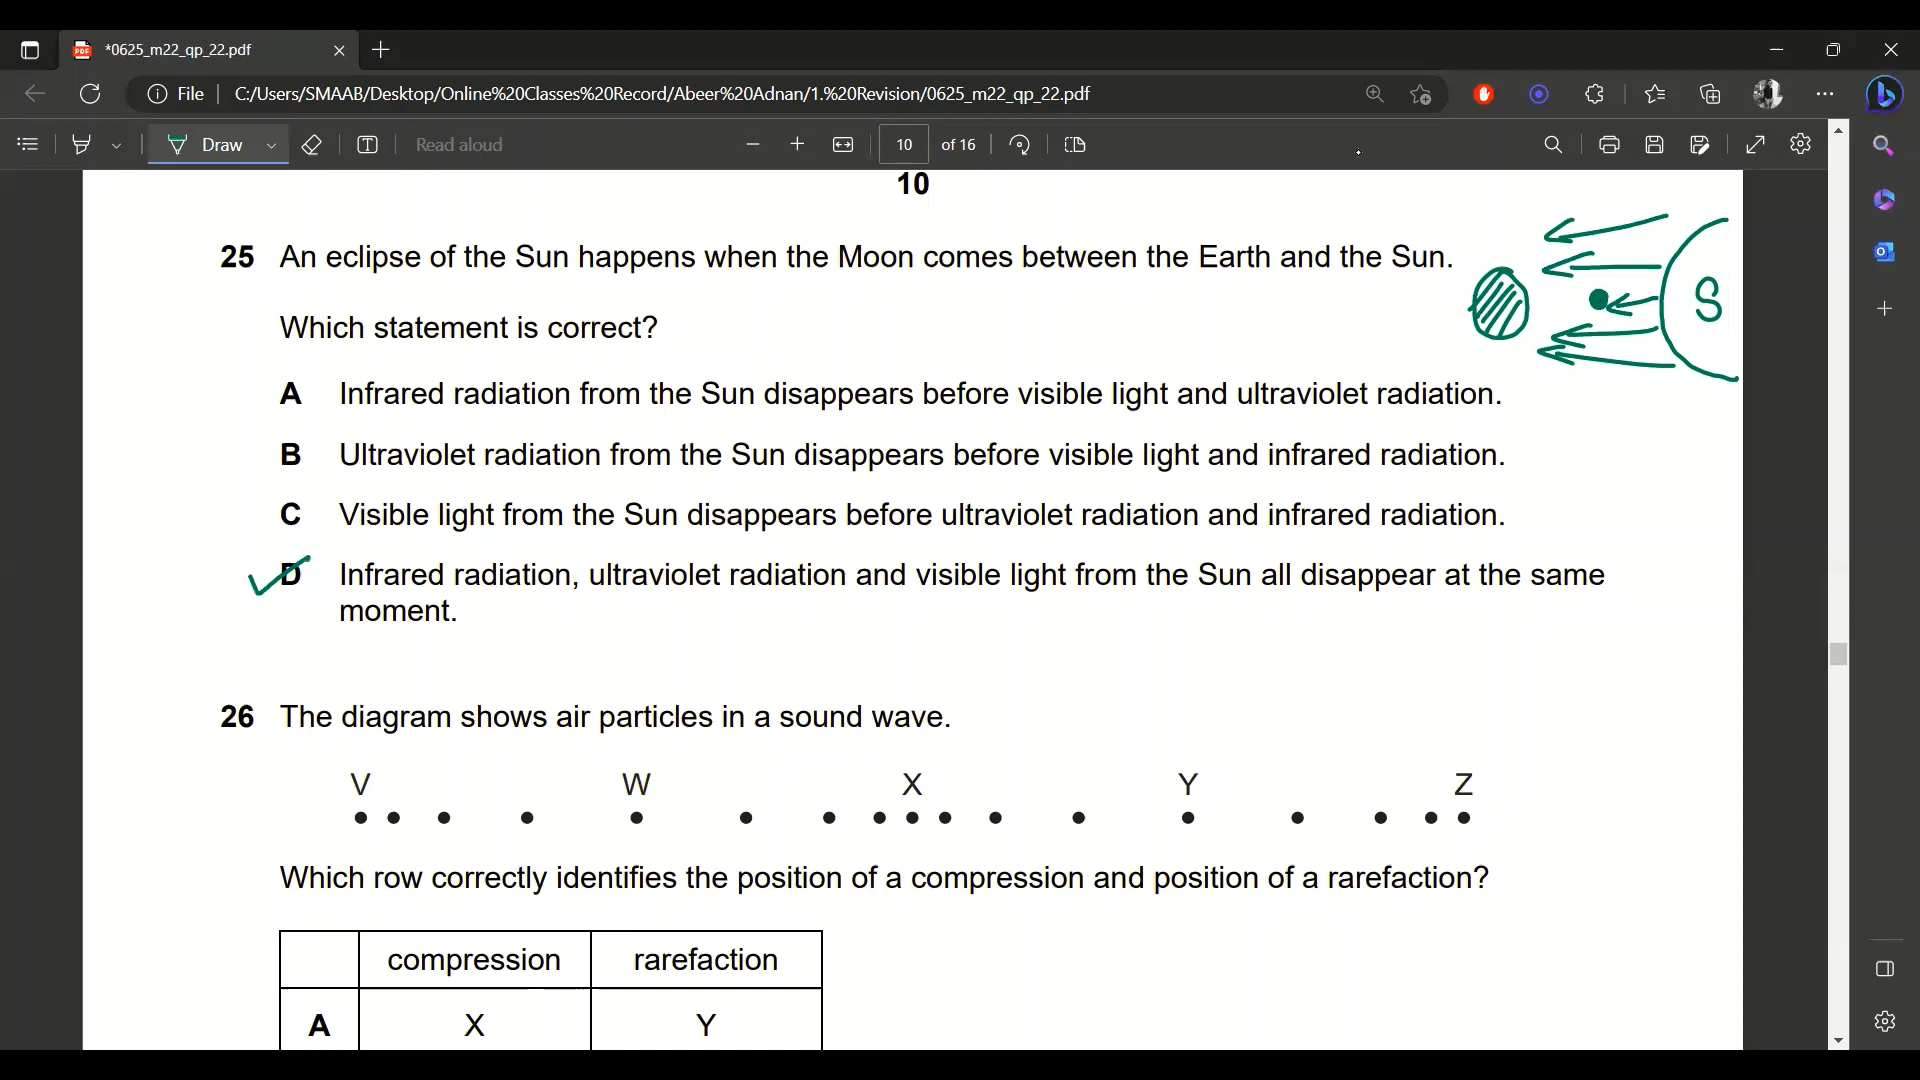 *0625_m22_qp_22.pdf
File
C:/Users/SMAAB/Desktop/Online%20Classes%20Record/Abeer%20Adnan/1.%20Revision/0625_m22_qp_22.pdf
Draw
T
Read aloud
10 of 16
10
25 An eclipse of the Sun happens when the Moon comes between the Earth and the Sun.
S
Which statement is correct?
A Infrared radiation from the Sun disappears before visible light and ultraviolet radiation.
B Ultraviolet radiation from the Sun disappears before visible light and infrared radiation.
C Visible light from the Sun disappears before ultraviolet radiation and infrared radiation.
D Infrared radiation, ultraviolet radiation and visible light from the Sun all disappear at the same
moment.
26 The diagram shows air particles in a sound wave.
V W X Y Z
Which row correctly identifies the position of a compression and position of a rarefaction?
compression rarefaction
A X Y